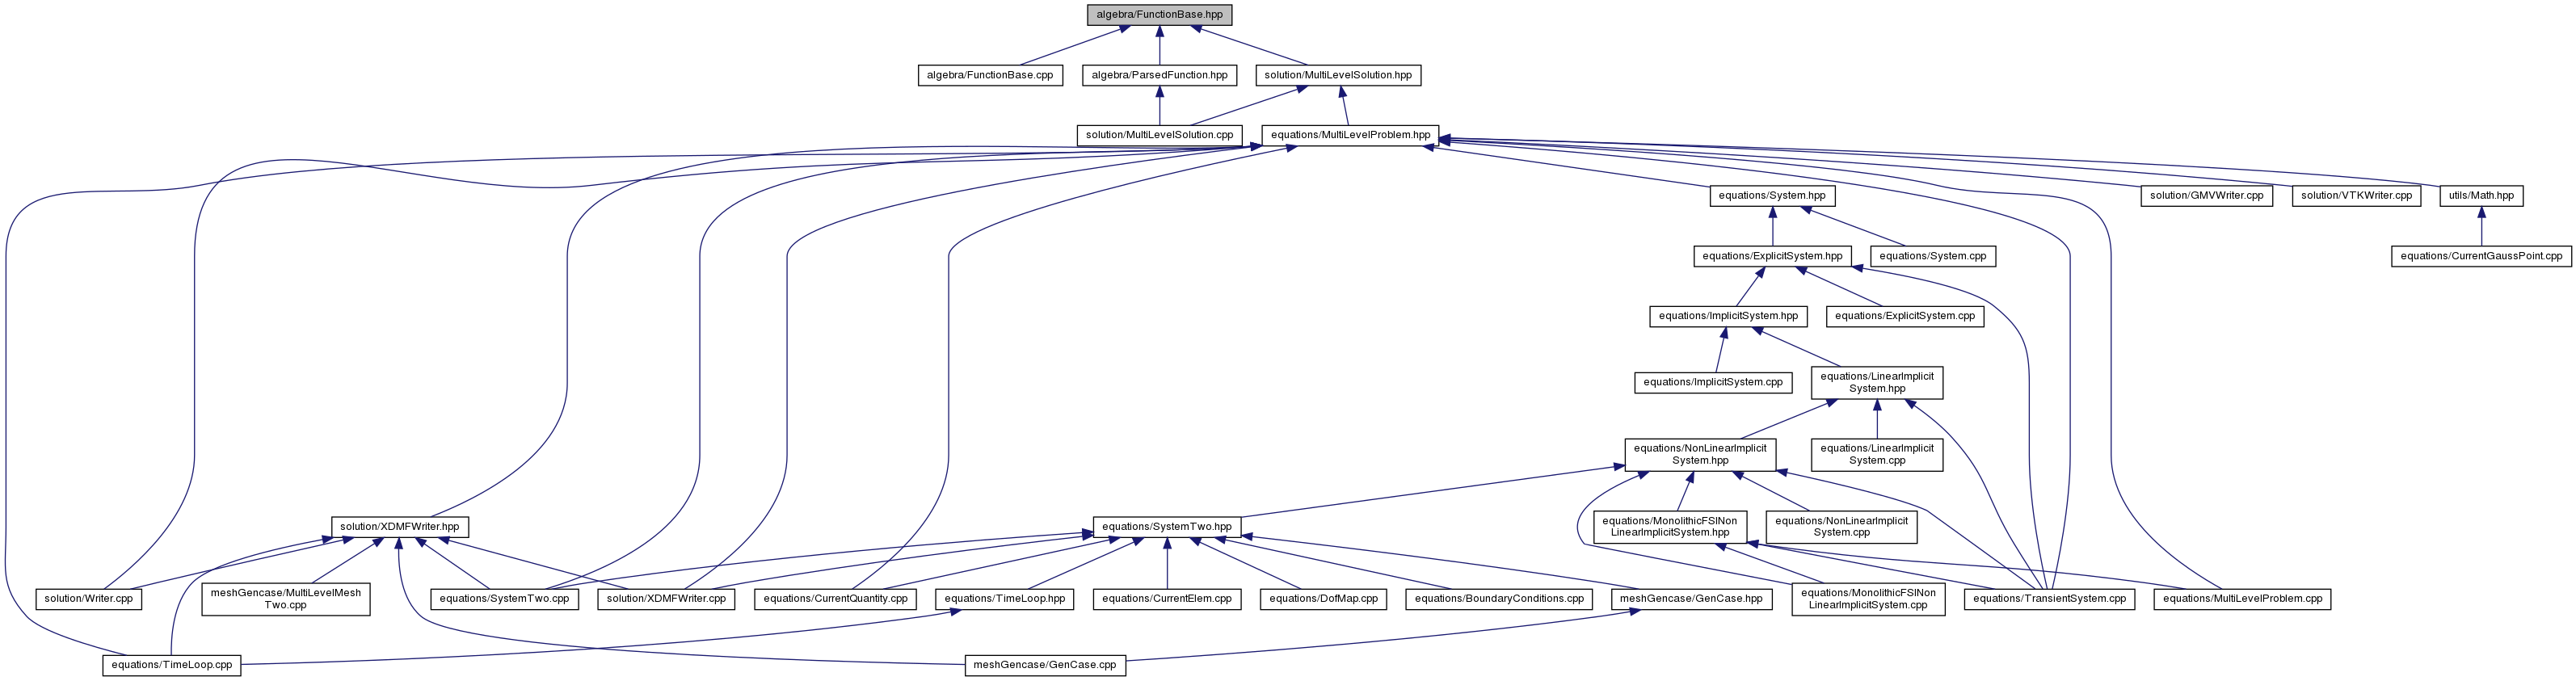 algebra/FunctionBase.hpp
algebra/FunctionBase.cpp
algebra/ParsedFunction.hpp
solution/MultiLevelSolution.hpp
solution/MultiLevelSolution.cpp
equations/MultiLevelProblem.hpp
equations/System.hpp
solution/GMVWriter.cpp
solution/VTKWriter.cpp
utils/Math.hpp
equations/ExplicitSystem.hpp
equations/System.cpp
equations/CurrentGaussPoint.cpp
equations/ImplicitSystem.hpp
equations/ExplicitSystem.cpp
equations/ImplicitSystem.cpp
equations/LinearImplicit
System.hpp
equations/NonLinearImplicit
System.hpp
equations/LinearImplicit
System.cpp
solution/XDMFWriter.hpp
equations/SystemTwo.hpp
equations/MonolithicFSINon
LinearImplicitSystem.hpp
equations/NonLinearImplicit
System.cpp
solution/Writer.cpp
meshGencase/MultiLevelMesh
Two.cpp
equations/SystemTwo.cpp
solution/XDMFWriter.cpp
equations/CurrentQuantity.cpp
equations/TimeLoop.hpp
equations/CurrentElem.cpp
equations/DofMap.cpp
equations/BoundaryConditions.cpp
meshGencase/GenCase.hpp
equations/MonolithicFSINon
LinearImplicitSystem.cpp
equations/TransientSystem.cpp
equations/MultiLevelProblem.cpp
equations/TimeLoop.cpp
meshGencase/GenCase.cpp